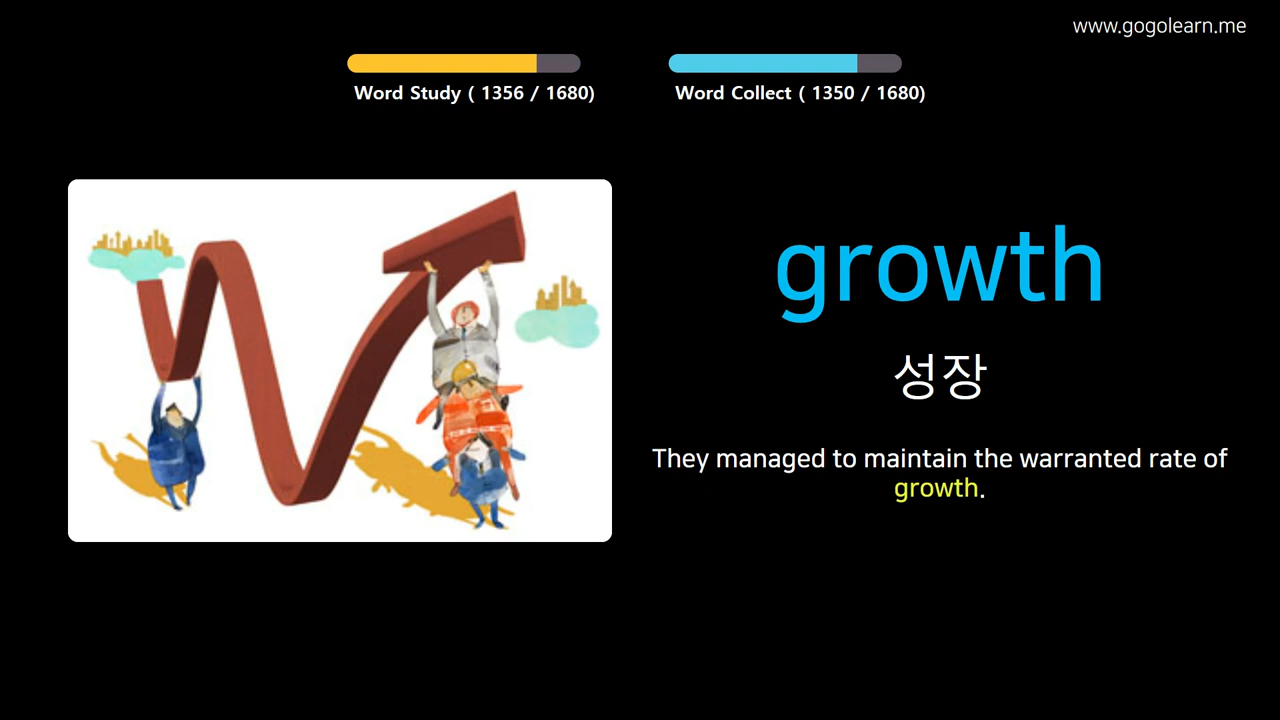 www.gogolearn.me
Word Study ( 1356 / 1680)
Word Collect ( 1350 / 1680)
growth
성장
They managed to maintain the warranted rate of
growth.